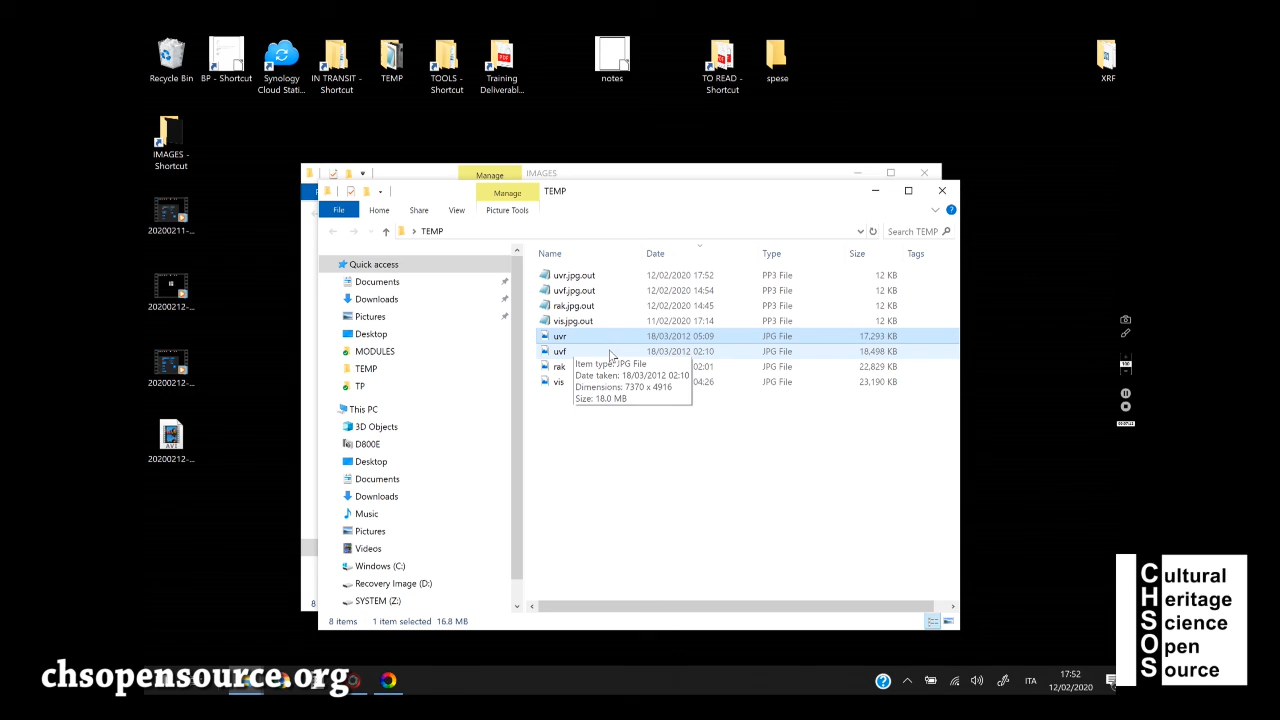 Recycle Bin
BP - Shortcut
Synology
Cloud Stati...
IN TRANSIT -
Shortcut
TEMP
TOOLS -
Shortcut
Training
Deliverabl...
notes
TO READ -
Shortcut
spese
XRF
IMAGES -
Shortcut
20200211-...
20200212-...
20200212-...
20200212-...
Manage
IMAGES
Manage
TEMP
File
Home
Share
View
Picture Tools
TEMP
Search TEMP
Quick access
Documents
Downloads
Pictures
Desktop
MODULES
TEMP
TP
This PC
3D Objects
D800E
Desktop
Documents
Downloads
Music
Pictures
Videos
Windows (C:)
Recovery Image (D:)
SYSTEM (Z:)
Name Date Type Size Tags
uvr.jpg.out 12/02/2020 17:52 PP3 File 12 KB
uvf.jpg.out 12/02/2020 14:54 PP3 File 12 KB
rak.jpg.out 12/02/2020 14:45 PP3 File 12 KB
vis.jpg.out 11/02/2020 17:14 PP3 File 12 KB
uvr 18/03/2012 05:09 JPG File 17,293 KB
uvf 18/03/2012 02:10 JPG File 18,498 KB
rak 02:01 JPG File 22,829 KB
vis 04:26 JPG File 23,190 KB
Item type: JPG File
Date taken: 18/03/2012 02:10
Dimensions: 7370 x 4916
Size: 18.0 MB
8
8 items 1 item selected 16.8 MB
Cultural
Heritage
Science
Open
Source
chsopensource.org
ITA
17:52
12/02/2020